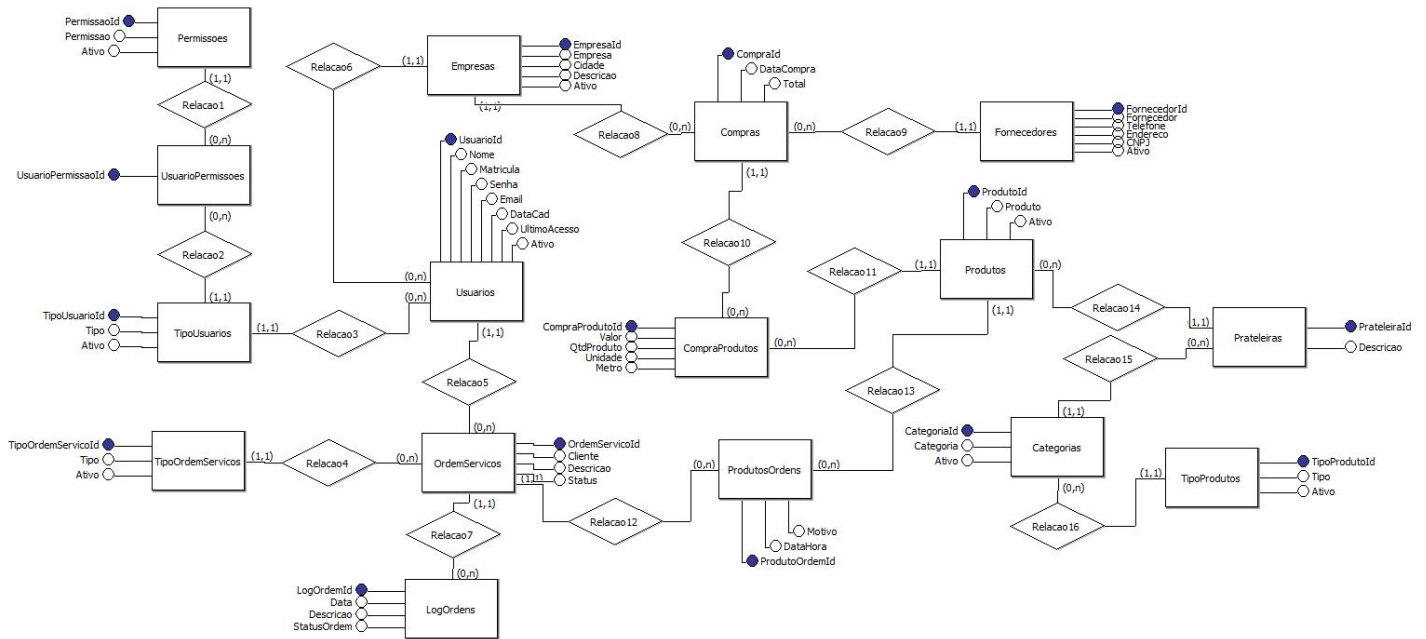 PermissaoId
Permissao
Ativo
Permissoes
(1,1)
Relacao1
(0,n)
UsuarioPermissaoId
UsuarioPermissoes
(0,n)
Relacao2
(1,1)
TipoUsuarioId
Tipo
Ativo
TipoUsuarios
(1,1)
Relacao3
(0,n)
Relacao6
(1,1)
(0,n)
Empresas
EmpresaId
Empresa
Cidade
Descricao
Ativo
(1,1)
Relacao8
(0,n)
UsuarioId
Nome
Matricula
Senha
Email
DataCad
UltimoAcesso
Ativo
Usuarios
(1,1)
Relacao5
(0,n)
CompraId
DataCompra
Total
Compras
(0,n)
Relacao9
(1,1)
Fornecedores
FornecedorId
Fornecedor
Telefone
Endereco
CNPJ
Ativo
(1,1)
Relacao10
(0,n)
CompraProdutoId
Valor
QtdProduto
Unidade
Metro
CompraProdutos
(0,n)
Relacao11
(1,1)
ProdutoId
Produto
Ativo
Produtos
(0,n)
Relacao14
(1,1)
(1,1)
Relacao13
(0,n)
Prateleiras
PrateleiraId
Descricao
(0,n)
Relacao15
(1,1)
CategoriaId
Categoria
Ativo
Categorias
(0,n)
Relacao16
(1,1)
TipoProdutos
TipoProdutoId
Tipo
Ativo
TipoOrdemServicoId
Tipo
Ativo
TipoOrdemServicos
(1,1)
Relacao4
(0,n)
OrdemServicos
OrdemServicoId
Cliente
Descricao
Status
(1,1)
Relacao12
(0,n)
ProdutosOrdens
Motivo
DataHora
ProdutoOrdemId
(1,1)
Relacao7
(0,n)
LogOrdemId
Data
Descricao
StatusOrdem
LogOrdens